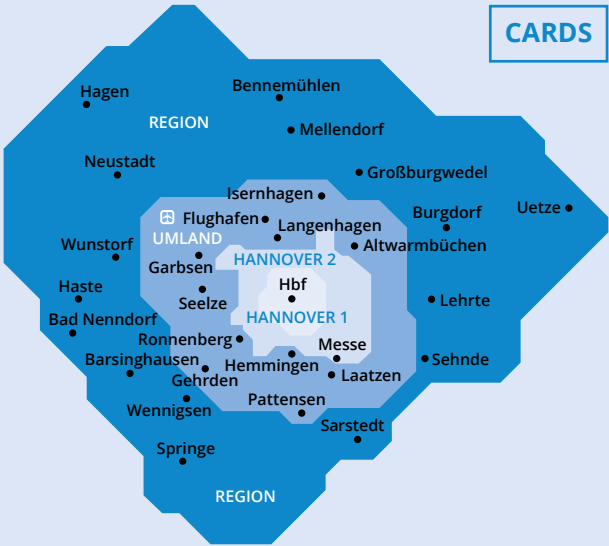 CARDS
Bennemühlen
Hagen
REGION
Mellendorf
Neustadt
Großburgwedel
Isernhagen
Uetze
Burgdorf
Flughafen
Langenhagen
UMLAND
Wunstorf
Altwarmbüchen
HANNOVER 2
Garbsen
Hbf
Haste
Seelze
Lehrte
HANNOVER 1
Bad Nenndorf
Ronnenberg
Messe
Barsinghausen
Hemmingen
Sehnde
Gehrden
Laatzen
Pattensen
Wennigsen
Sarstedt
Springe
REGION